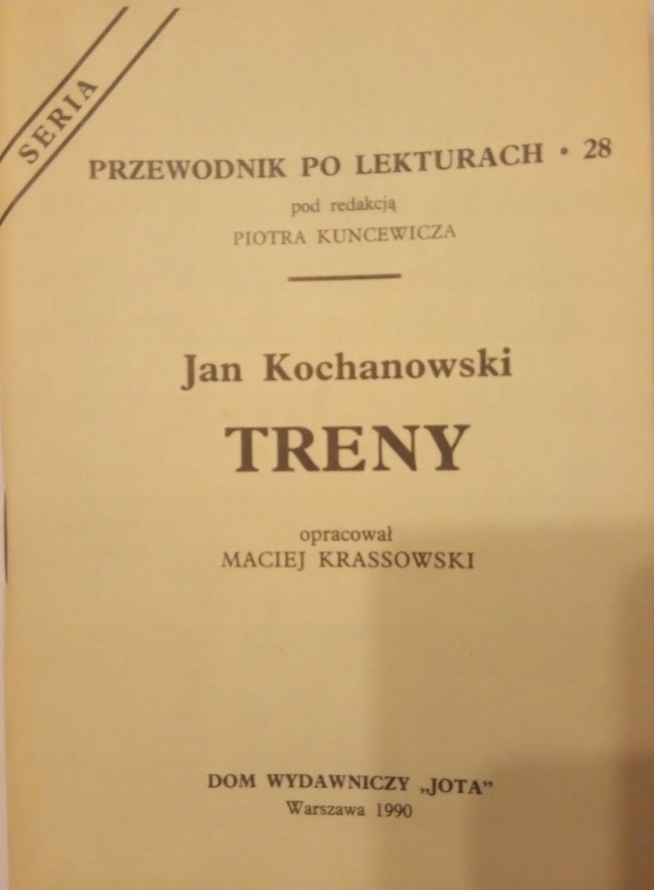 SERIA
PRZEWODNIK PO LEKTURACH • 28
pod redakcją
PIOTRA KUNCEWICZA
Jan Kochanowski
TRENY
opracował
MACIEJ KRASSOWSKI
DOM WYDAWNICZY „JOTA”
Warszawa 1990